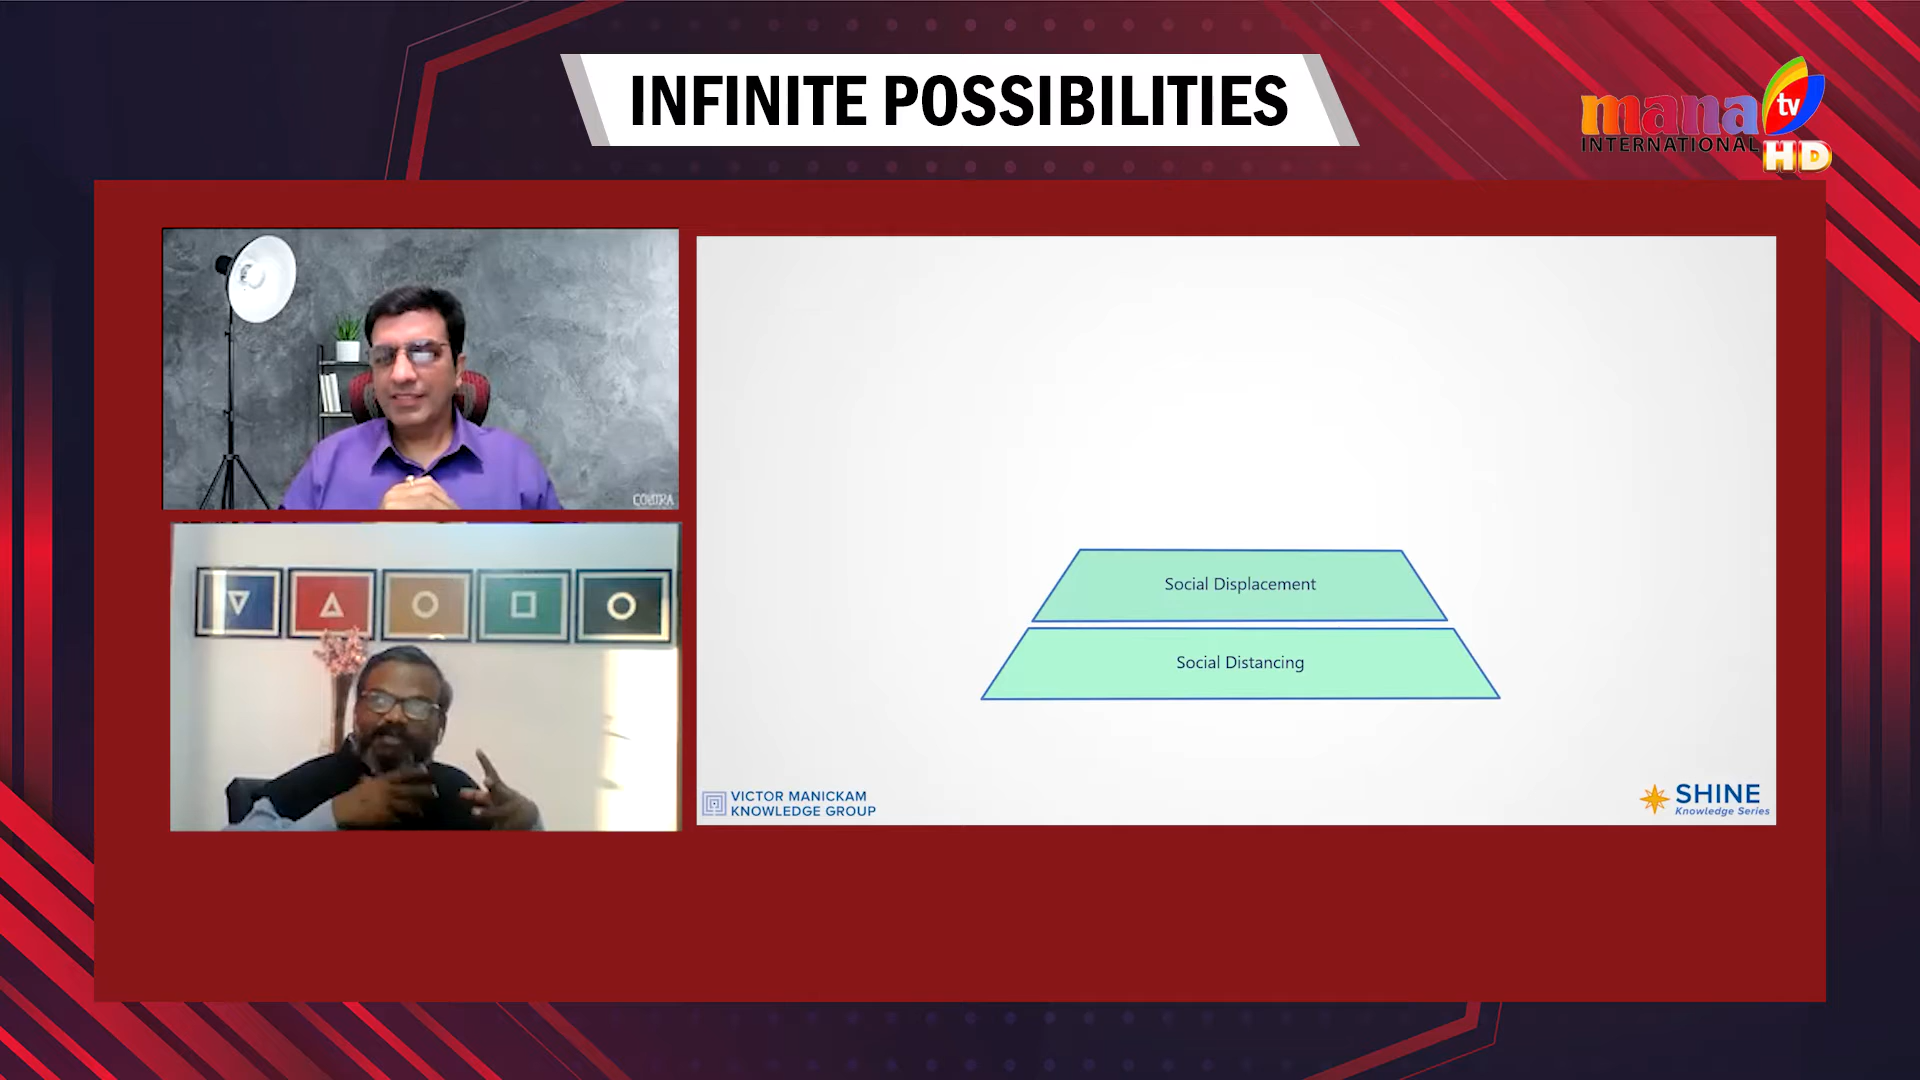 INFINITE POSSIBILITIES
mana tv
INTERNATIONAL
HD
Social Displacement
Social Distancing
VICTOR MANICKAM
KNOWLEDGE GROUP
SHINE
Knowledge Series